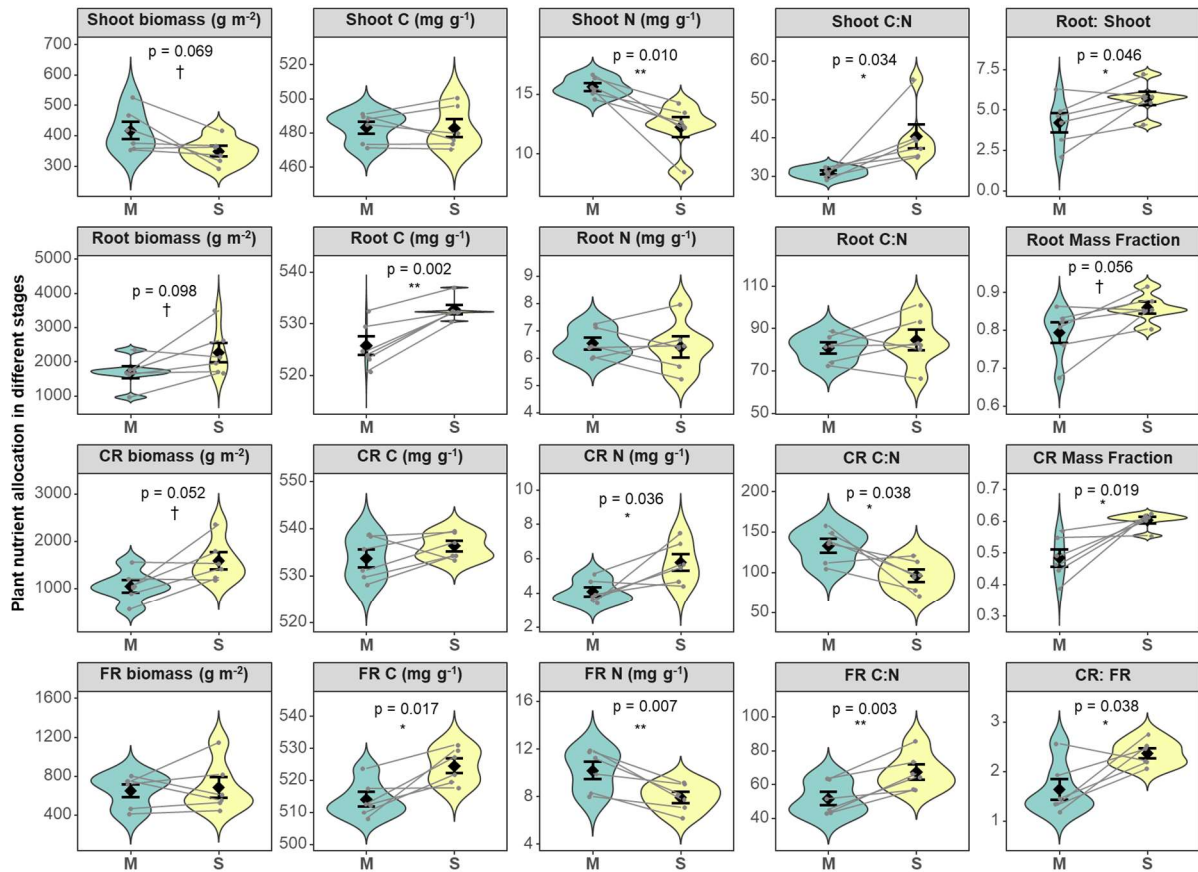 Plant nutrient allocation in different stages
Shoot biomass (g m⁻²)
700
600
500
400
300
p = 0.069
†
M S
Shoot C (mg g⁻¹)
520
500
480
460
M S
Shoot N (mg g⁻¹)
15
12
p = 0.010
**
M S
Shoot C:N
60
50
40
30
p = 0.034
*
M S
Root: Shoot
7.5
5.0
2.5
0.0
p = 0.046
*
M S
Root biomass (g m⁻²)
5000
4000
3000
2000
1000
p = 0.098
†
M S
Root C (mg g⁻¹)
540
530
520
p = 0.002
**
M S
Root N (mg g⁻¹)
9
8
7
6
5
4
M S
Root C:N
110
90
70
50
M S
Root Mass Fraction
0.9
0.8
0.7
0.6
p = 0.056
†
M S
CR biomass (g m⁻²)
3000
2000
1000
p = 0.052
†
M S
CR C (mg g⁻¹)
550
540
530
520
M S
CR N (mg g⁻¹)
10
8
6
4
2
p = 0.036
*
M S
CR C:N
200
150
100
50
p = 0.038
*
M S
CR Mass Fraction
0.7
0.6
0.5
0.4
0.3
p = 0.019
*
M S
FR biomass (g m⁻²)
1600
1200
800
400
M S
FR C (mg g⁻¹)
540
530
520
510
500
p = 0.017
*
M S
FR N (mg g⁻¹)
16
12
8
4
p = 0.007
**
M S
FR C:N
100
80
60
40
p = 0.003
**
M S
CR: FR
3
2
1
p = 0.038
*
M S